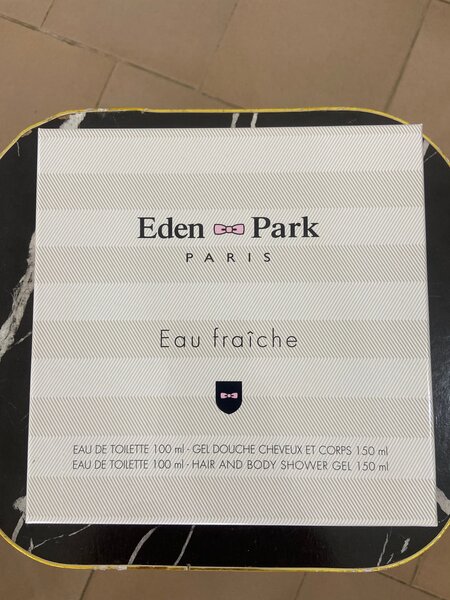 Eden Park
PARIS
Eau fraîche
EAU DE TOILETTE 100 ml - GEL DOUCHE CHEVEUX ET CORPS 150 ml
EAU DE TOILETTE 100 ml - HAIR AND BODY SHOWER GEL 150 ml